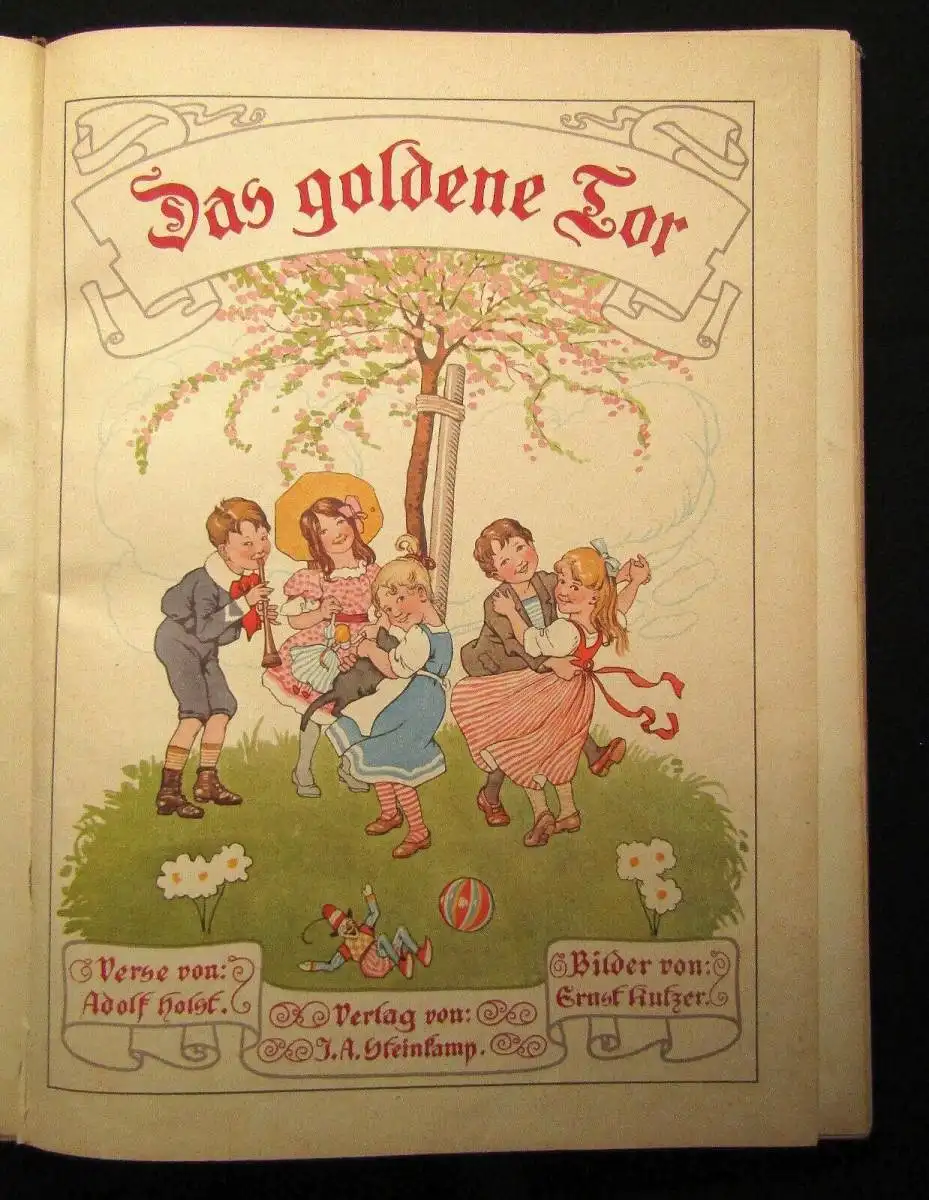 Das goldene Tor
Verse von:
Adolf Holst.
Verlag von:
J. A. Steinkamp.
Bilder von:
Ernst Kutzer.